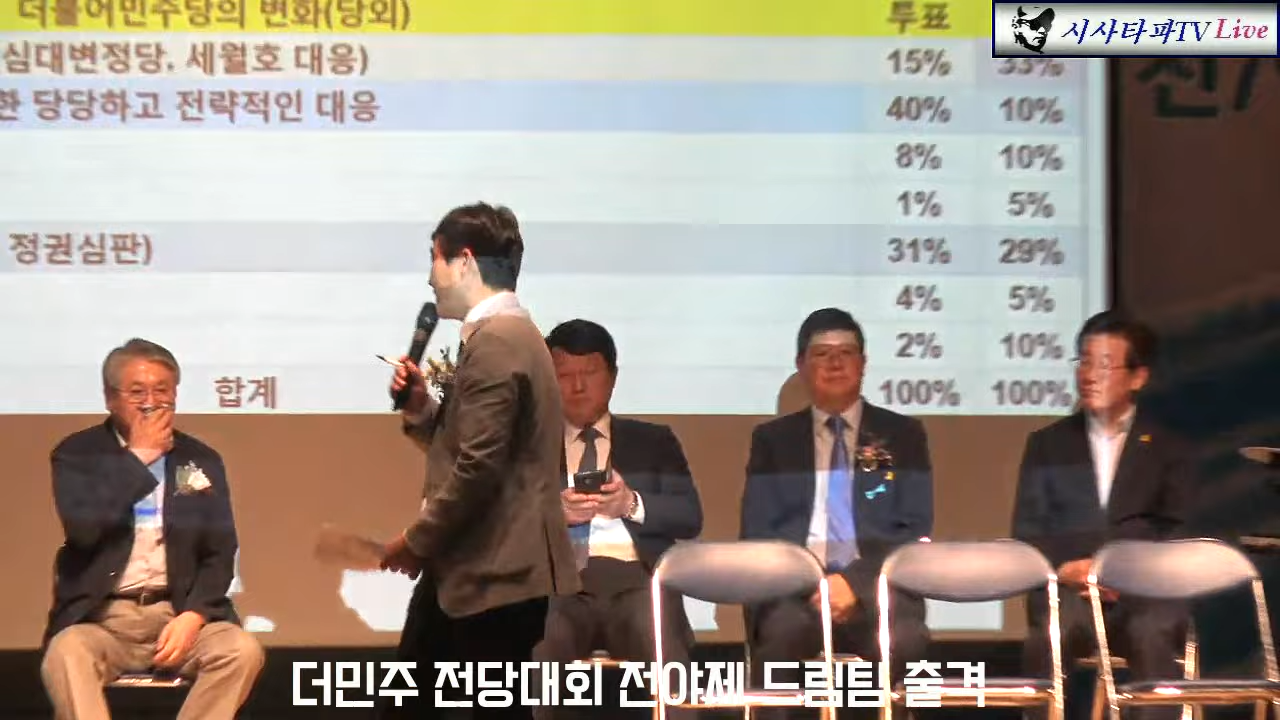 더불어민주당의 변화(당외) 투표
심대변정당. 세월호 대응) 15% 33%
한 당당하고 전략적인 대응 40% 10%
8% 10%
1% 5%
정권심판) 31% 29%
4% 5%
2% 10%
합계 100% 100%
시사타파TV Live
더민주 전당대회 전야제 드림팀 출격